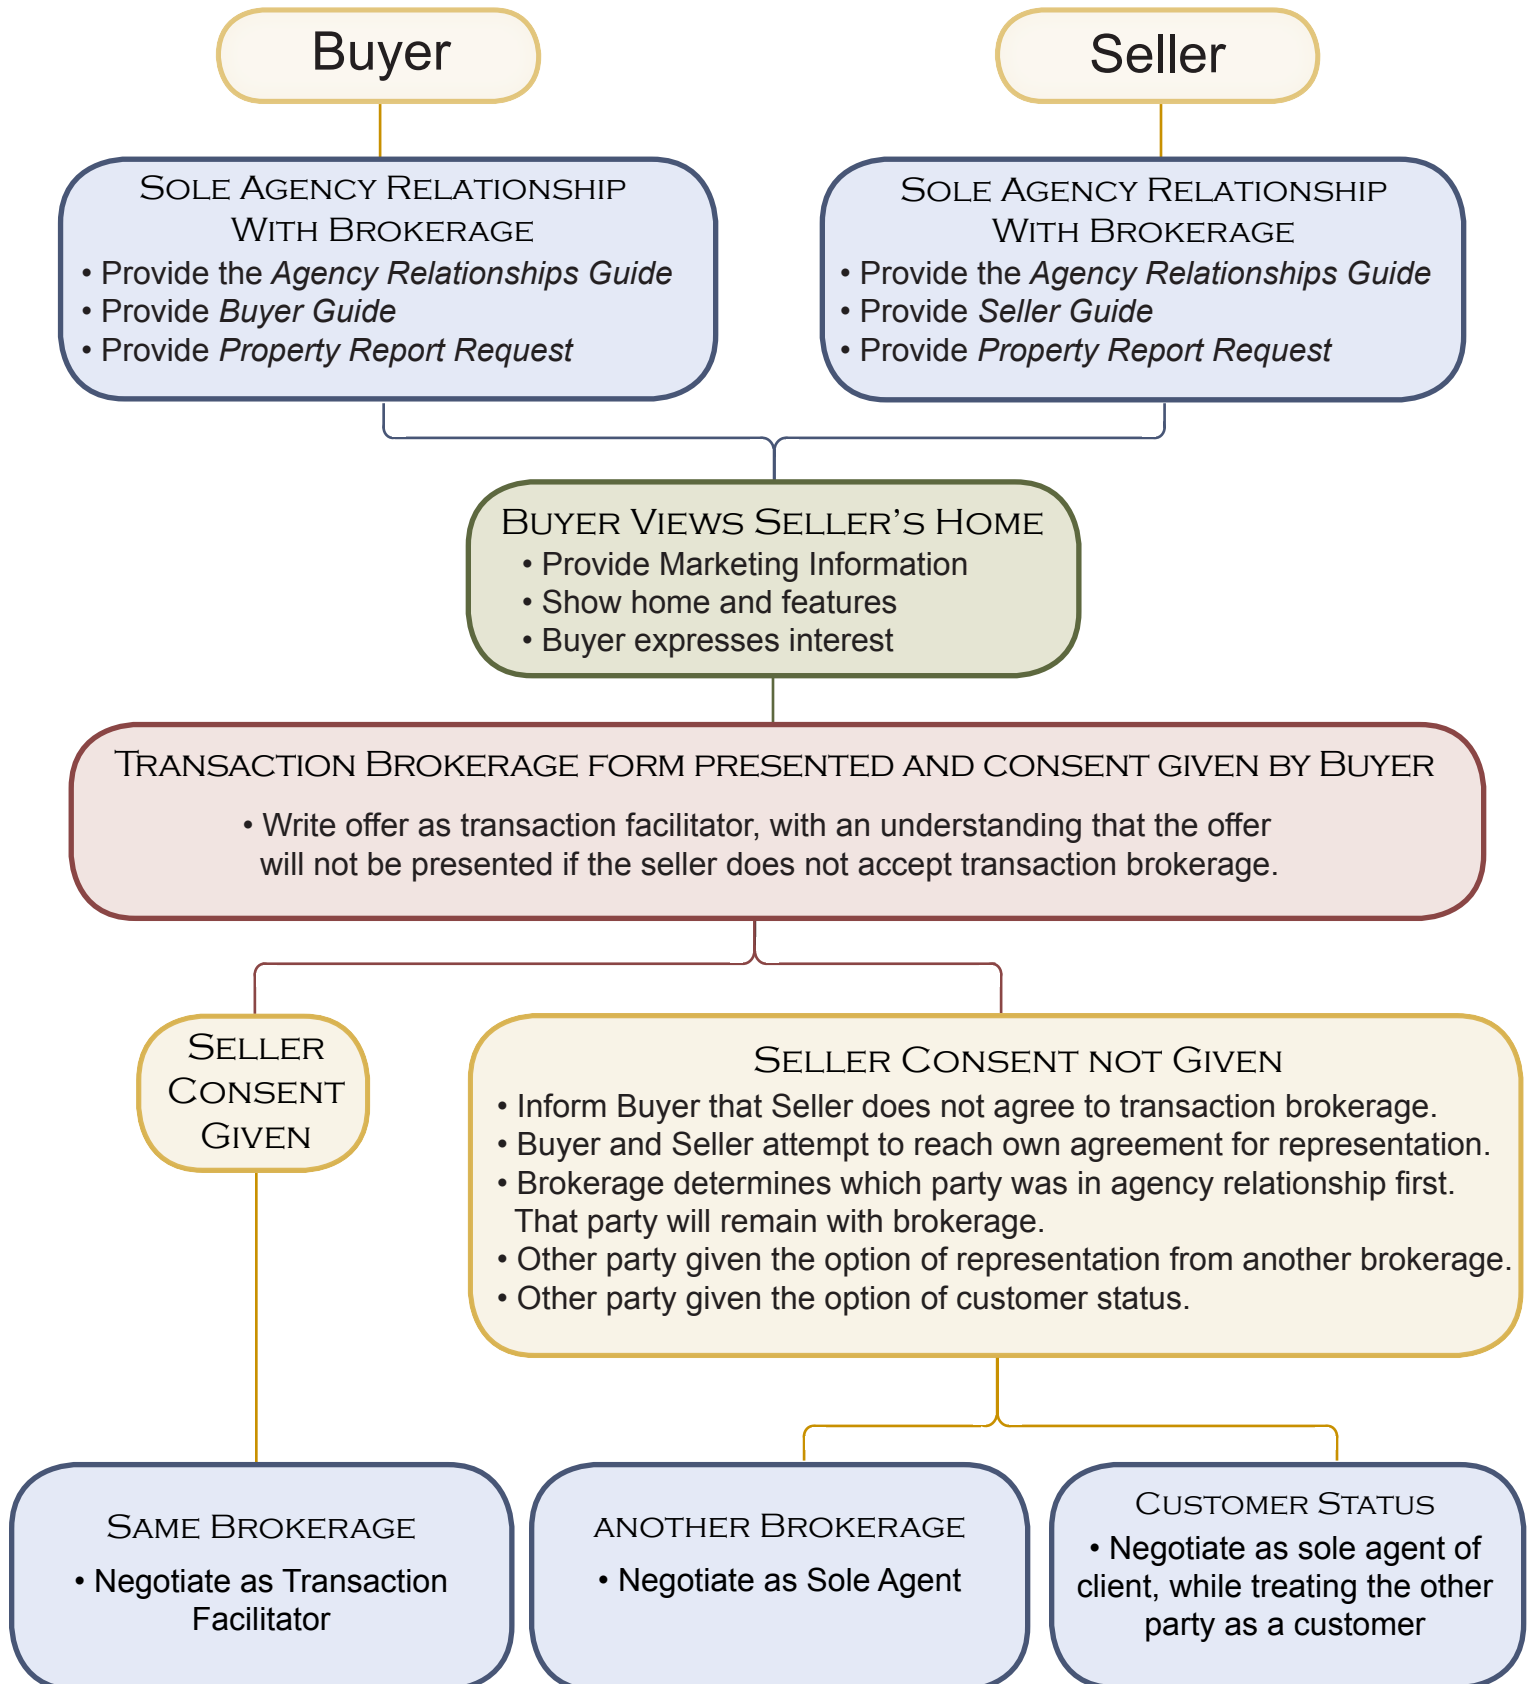 Buyer
Seller
Sole Agency Relationship
With Brokerage
• Provide the Agency Relationships Guide
• Provide Buyer Guide
• Provide Property Report Request
Sole Agency Relationship
With Brokerage
• Provide the Agency Relationships Guide
• Provide Seller Guide
• Provide Property Report Request
Buyer Views Seller’s Home
• Provide Marketing Information
• Show home and features
• Buyer expresses interest
Transaction Brokerage form presented and consent given by Buyer
• Write offer as transaction facilitator, with an understanding that the offer
will not be presented if the seller does not accept transaction brokerage.
Seller
Consent
Given
Seller Consent not Given
• Inform Buyer that Seller does not agree to transaction brokerage.
• Buyer and Seller attempt to reach own agreement for representation.
• Brokerage determines which party was in agency relationship first.
That party will remain with brokerage.
• Other party given the option of representation from another brokerage.
• Other party given the option of customer status.
Same Brokerage
• Negotiate as Transaction
Facilitator
another Brokerage
• Negotiate as Sole Agent
Customer Status
• Negotiate as sole agent of
client, while treating the other
party as a customer